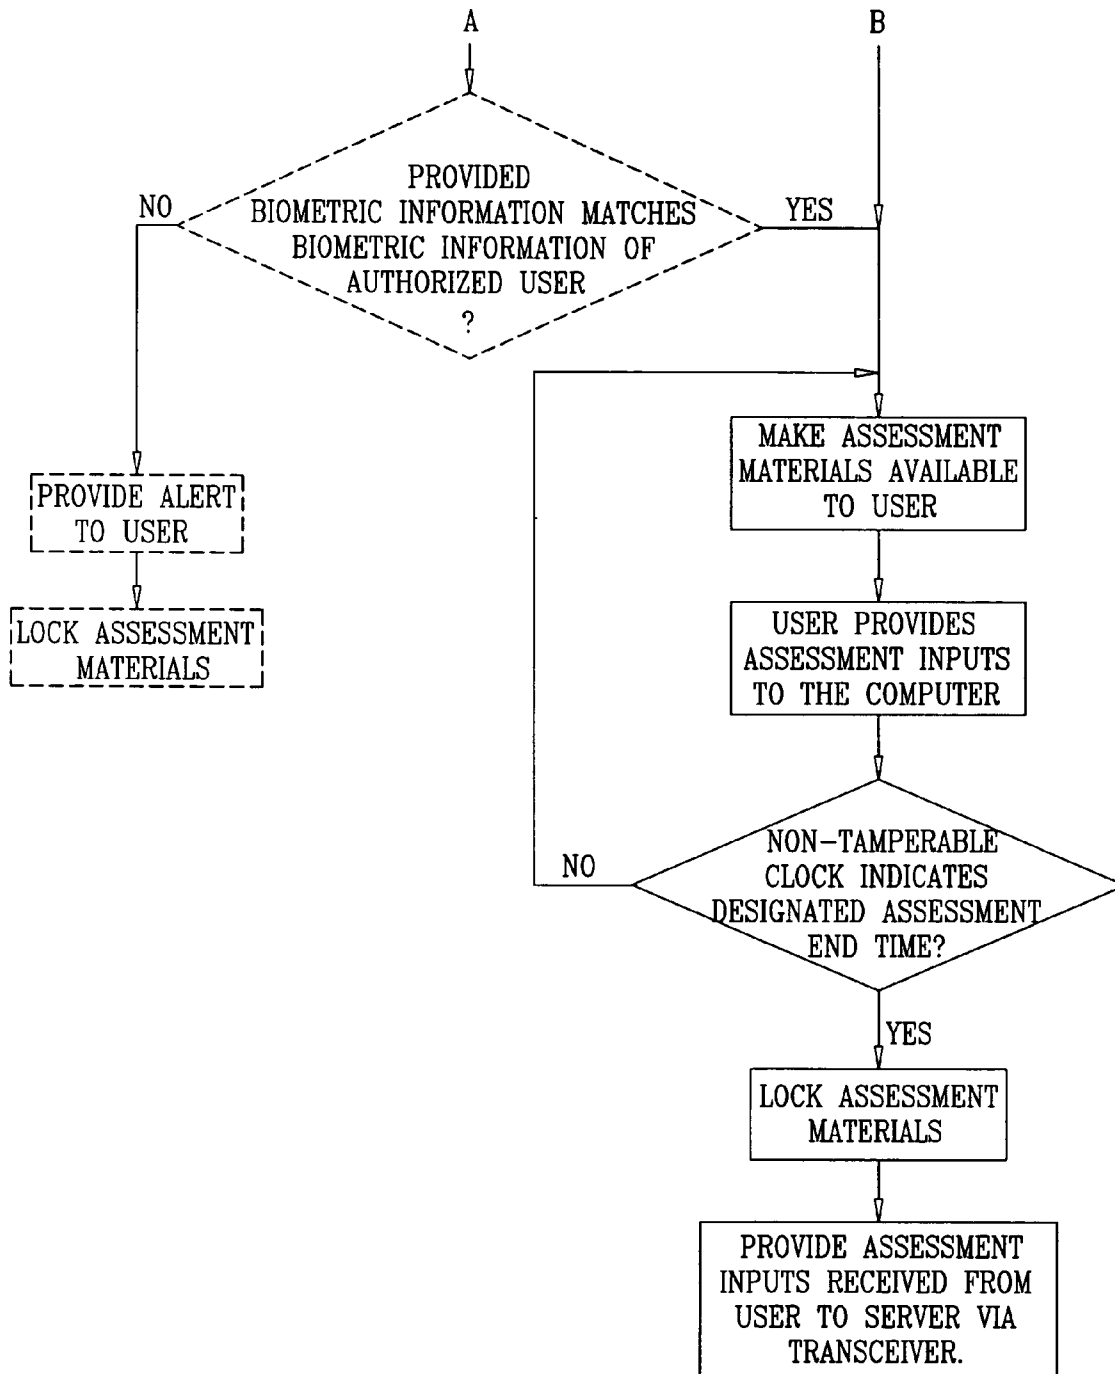 A
B
PROVIDED
BIOMETRIC INFORMATION MATCHES
BIOMETRIC INFORMATION OF
AUTHORIZED USER
?
NO
YES
PROVIDE ALERT
TO USER
LOCK ASSESSMENT
MATERIALS
MAKE ASSESSMENT
MATERIALS AVAILABLE
TO USER
USER PROVIDES
ASSESSMENT INPUTS
TO THE COMPUTER
NON-TAMPERABLE
CLOCK INDICATES
DESIGNATED ASSESSMENT
END TIME?
NO
YES
LOCK ASSESSMENT
MATERIALS
PROVIDE ASSESSMENT
INPUTS RECEIVED FROM
USER TO SERVER VIA
TRANSCEIVER.